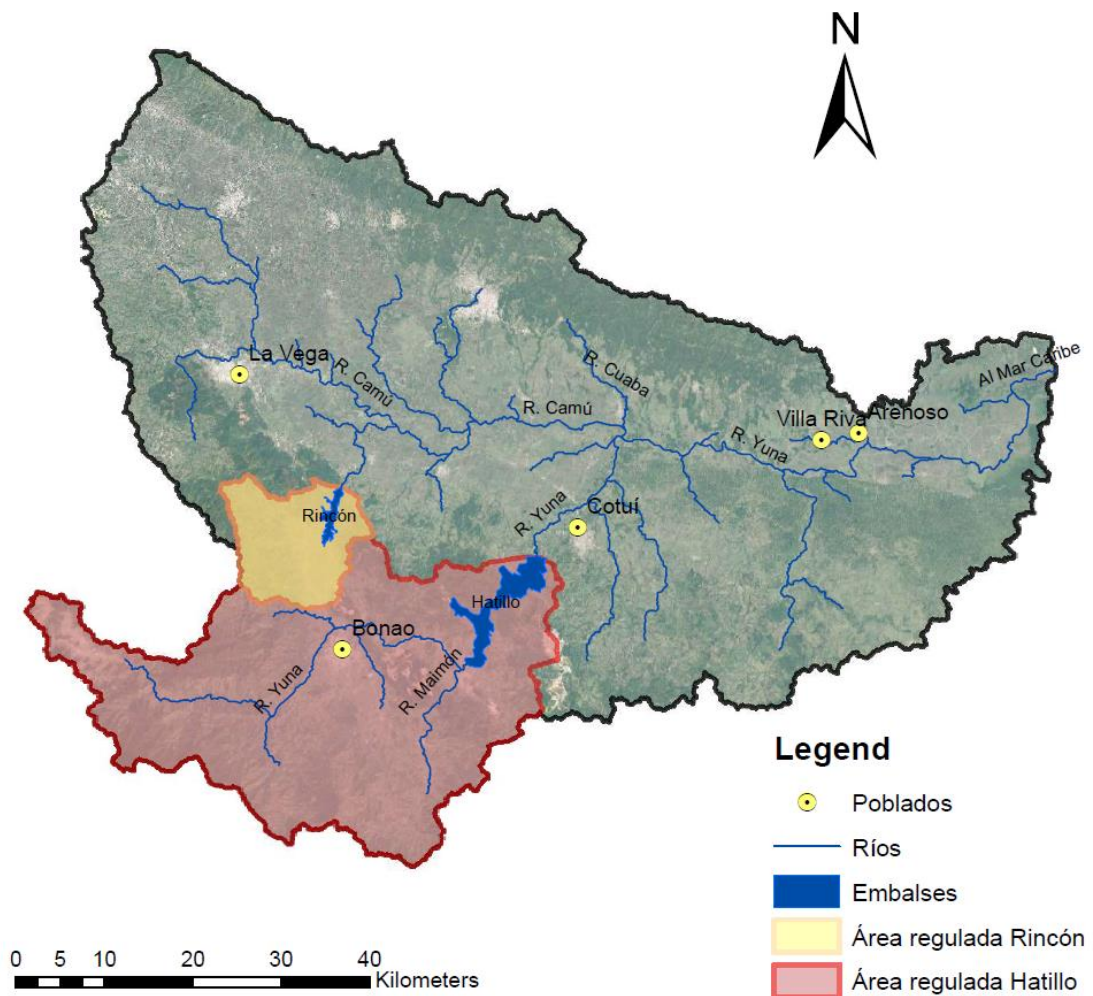 N
La Vega
R. Camú
R. Camú
R. Cuaba
Al Mar Caribe
Villa Riva
Arenoso
R. Yuna
Rincón
R. Yuna
Cotuí
Hatillo
Bonao
R. Yuna
R. Maimón
Legend
Poblados
Ríos
Embalses
Área regulada Rincón
Área regulada Hatillo
0 5 10 20 30 40
Kilometers